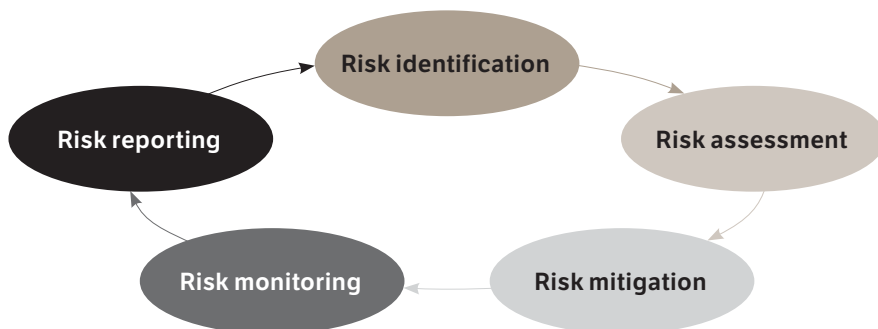 Risk identification
Risk assessment
Risk mitigation
Risk monitoring
Risk reporting